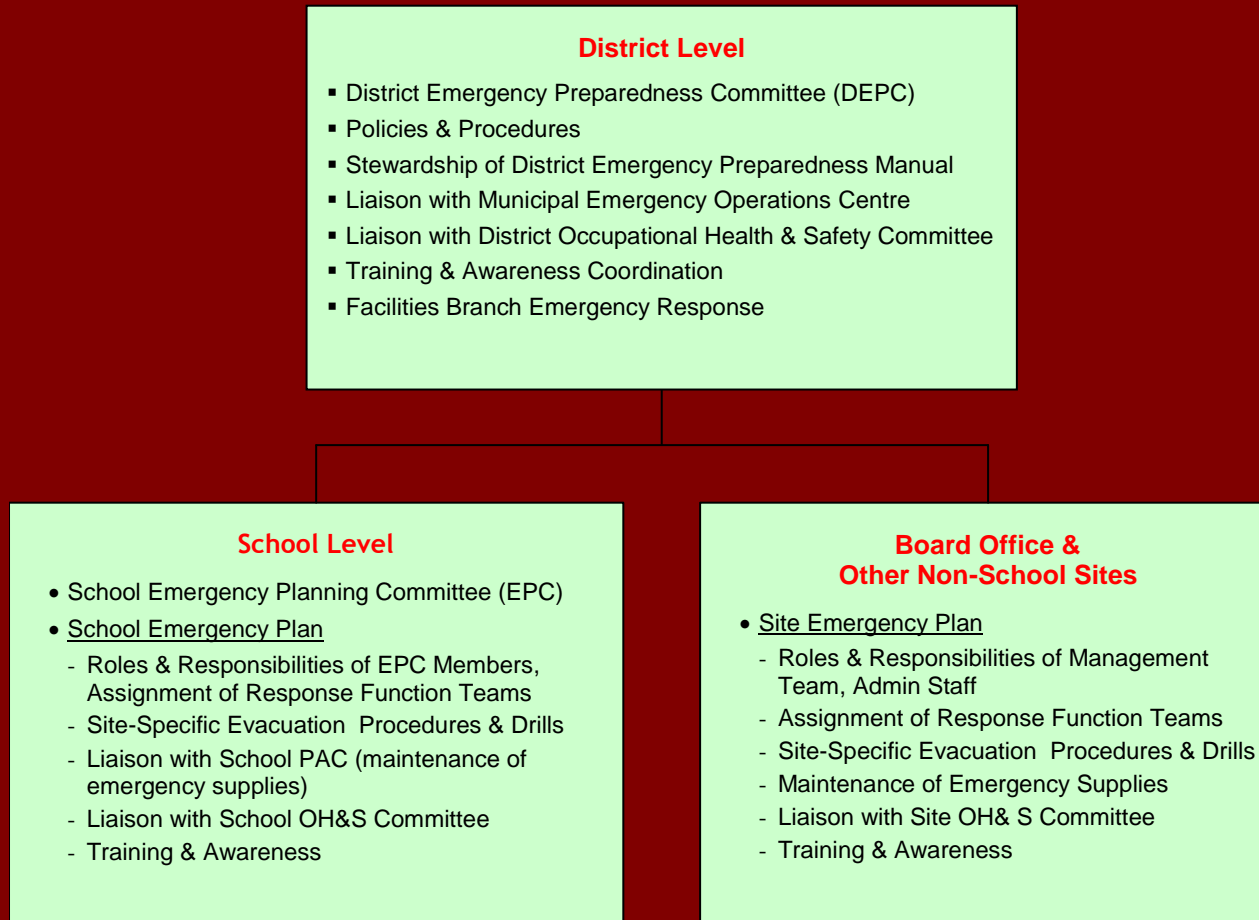 District Level
▪ District Emergency Preparedness Committee (DEPC)
▪ Policies & Procedures
▪ Stewardship of District Emergency Preparedness Manual
▪ Liaison with Municipal Emergency Operations Centre
▪ Liaison with District Occupational Health & Safety Committee
▪ Training & Awareness Coordination
▪ Facilities Branch Emergency Response
School Level
• School Emergency Planning Committee (EPC)
• School Emergency Plan
- Roles & Responsibilities of EPC Members,
Assignment of Response Function Teams
- Site-Specific Evacuation  Procedures & Drills
- Liaison with School PAC (maintenance of
emergency supplies)
- Liaison with School OH&S Committee
- Training & Awareness
Board Office &
Other Non-School Sites
• Site Emergency Plan
- Roles & Responsibilities of Management
Team, Admin Staff
- Assignment of Response Function Teams
- Site-Specific Evacuation  Procedures & Drills
- Maintenance of Emergency Supplies
- Liaison with Site OH& S Committee
- Training & Awareness